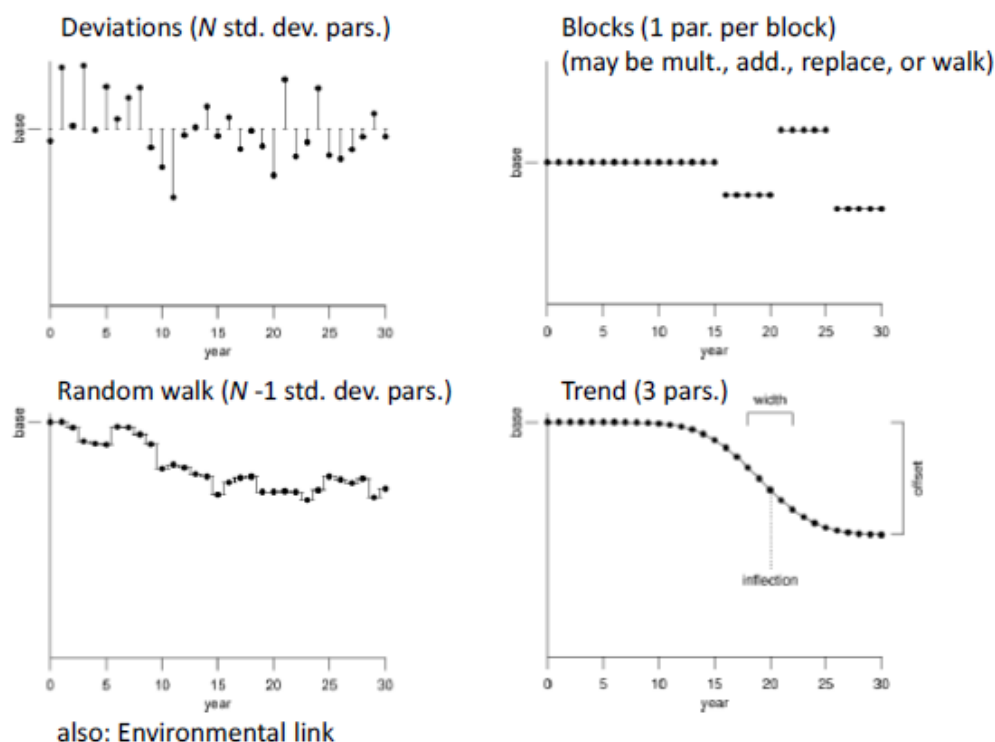 Deviations (N std. dev. pars.)
base
0 5 10 15 20 25 30
year
Blocks (1 par. per block)
(may be mult., add., replace, or walk)
base
0 5 10 15 20 25 30
year
Random walk (N -1 std. dev. pars.)
base
0 5 10 15 20 25 30
year
also: Environmental link
Trend (3 pars.)
width
base
offset
inflection
0 5 10 15 20 25 30
year